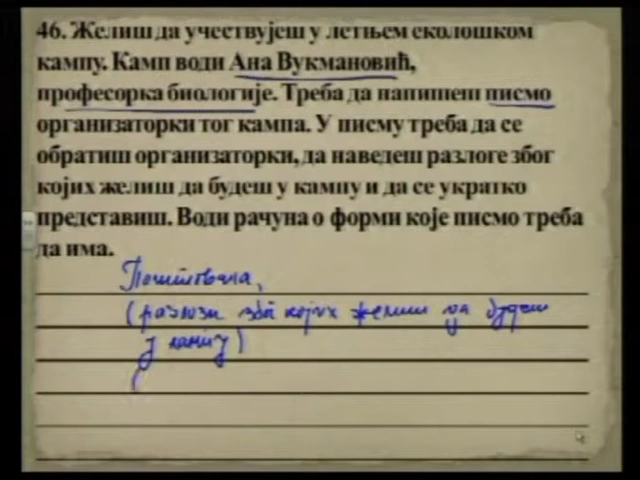 46. Желиш да учествујеш у летњем еколошком
кампу. Камп води Ана Вукмановић,
професорка биологије. Треба да напишеш писмо
организаторки тог кампа. У писму треба да се
обратиш организаторки, да наведеш разлоге због
којих желиш да будеш у кампу и да се укратко
представиш. Води рачуна о форми које писмо треба
да има.
Поштована,
(разлози због којих желиш да будеш
у кампу)
(